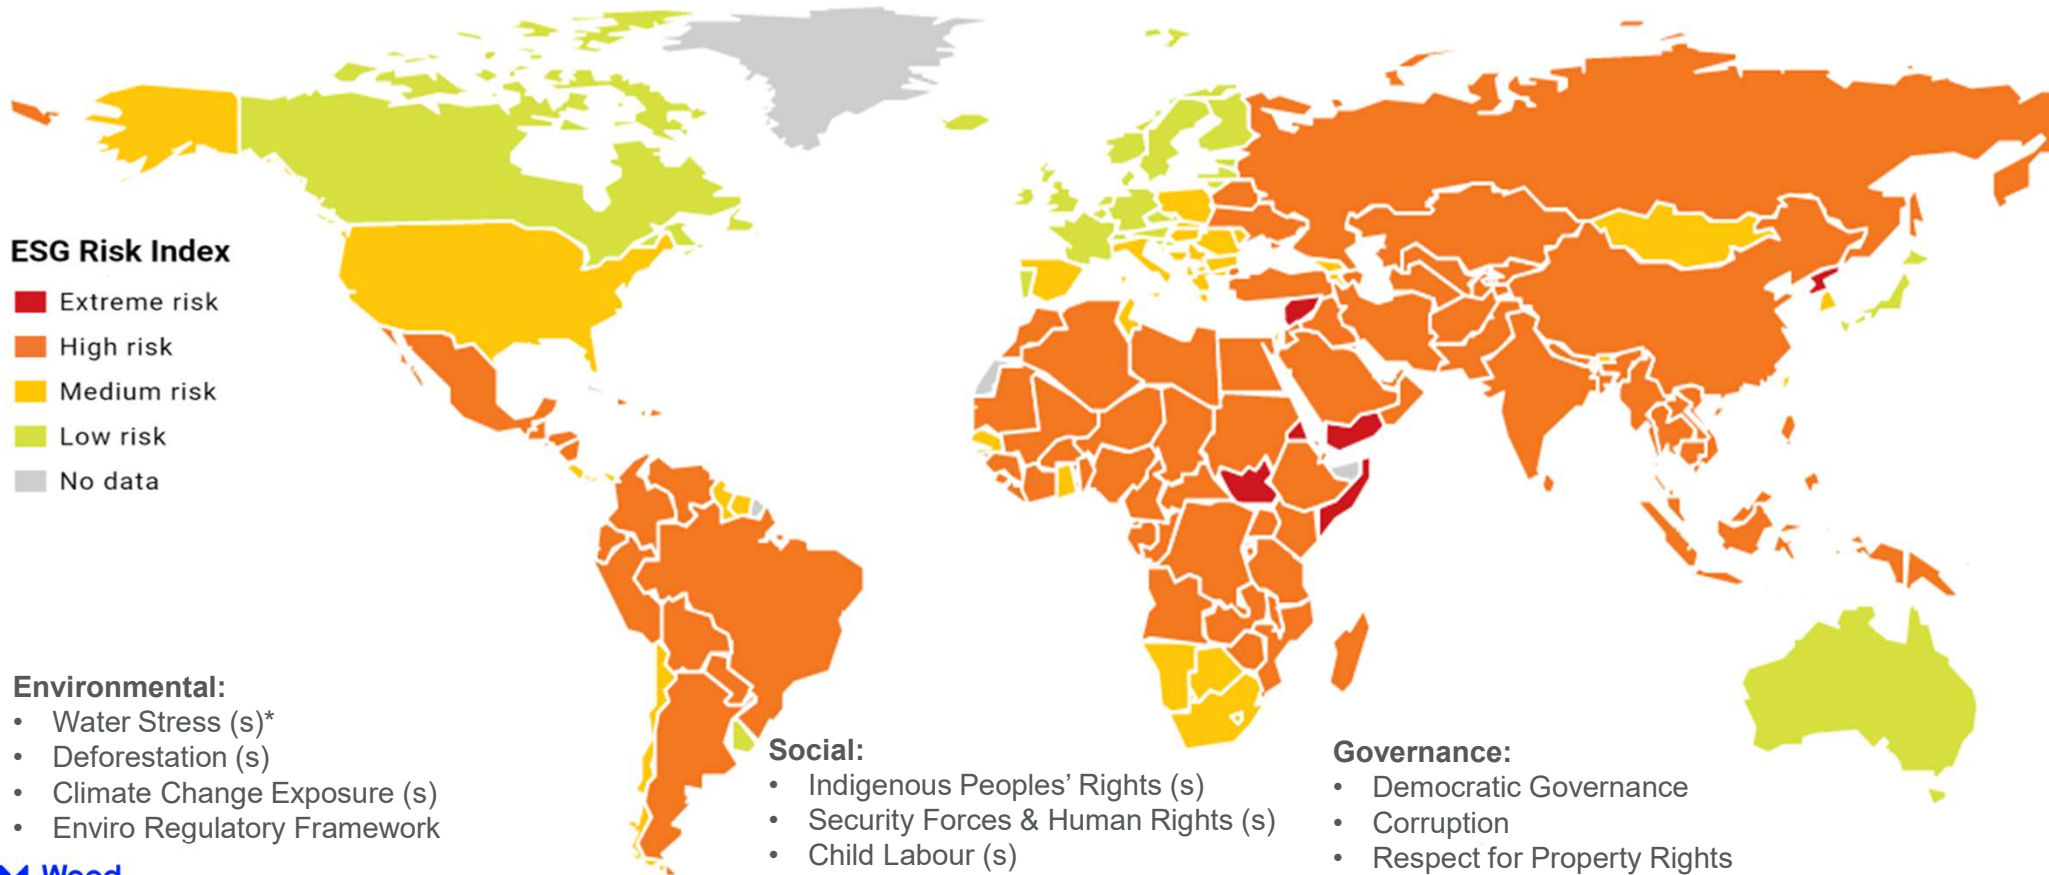 ESG Risk Index
Extreme risk
High risk
Medium risk
Low risk
No data
Environmental:
• Water Stress (s)*
• Deforestation (s)
• Climate Change Exposure (s)
• Enviro Regulatory Framework
Social:
• Indigenous Peoples’ Rights (s)
• Security Forces & Human Rights (s)
• Child Labour (s)
Governance:
• Democratic Governance
• Corruption
• Respect for Property Rights
Wood